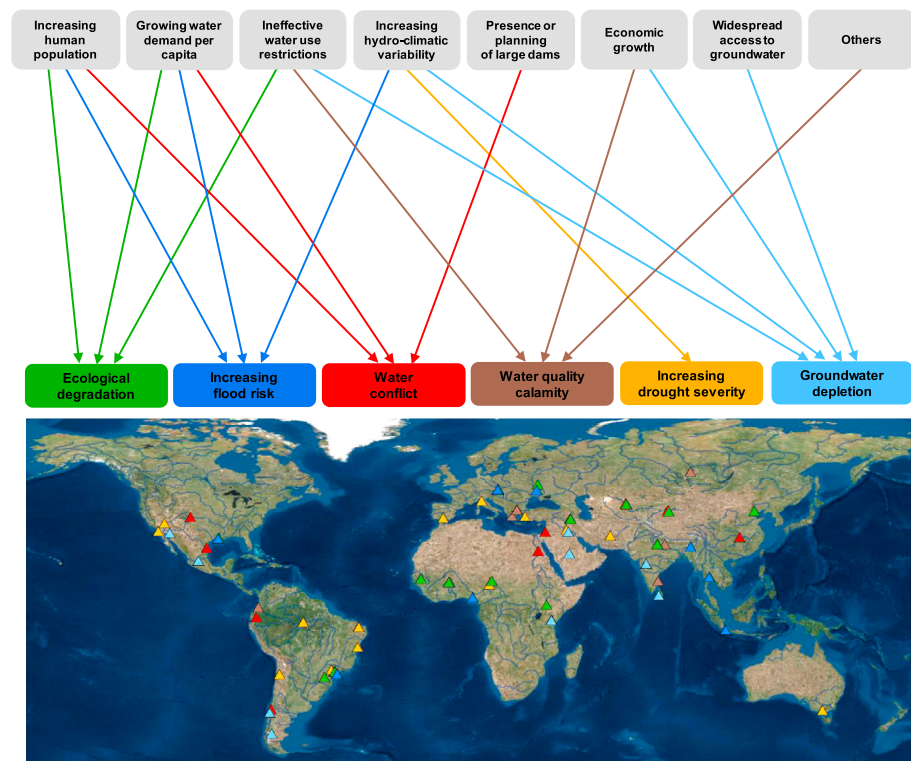 Increasing
human
population
Growing water
demand per
capita
Ineffective
water use
restrictions
Increasing
hydro-climatic
variability
Presence or
planning
of large dams
Economic
growth
Widespread
access to
groundwater
Others
Ecological
degradation
Increasing
flood risk
Water
conflict
Water quality
calamity
Increasing
drought severity
Groundwater
depletion